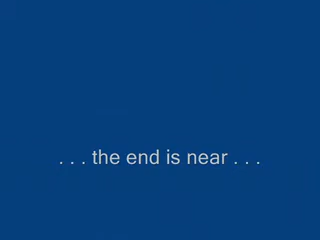 . . . the end is near . . .